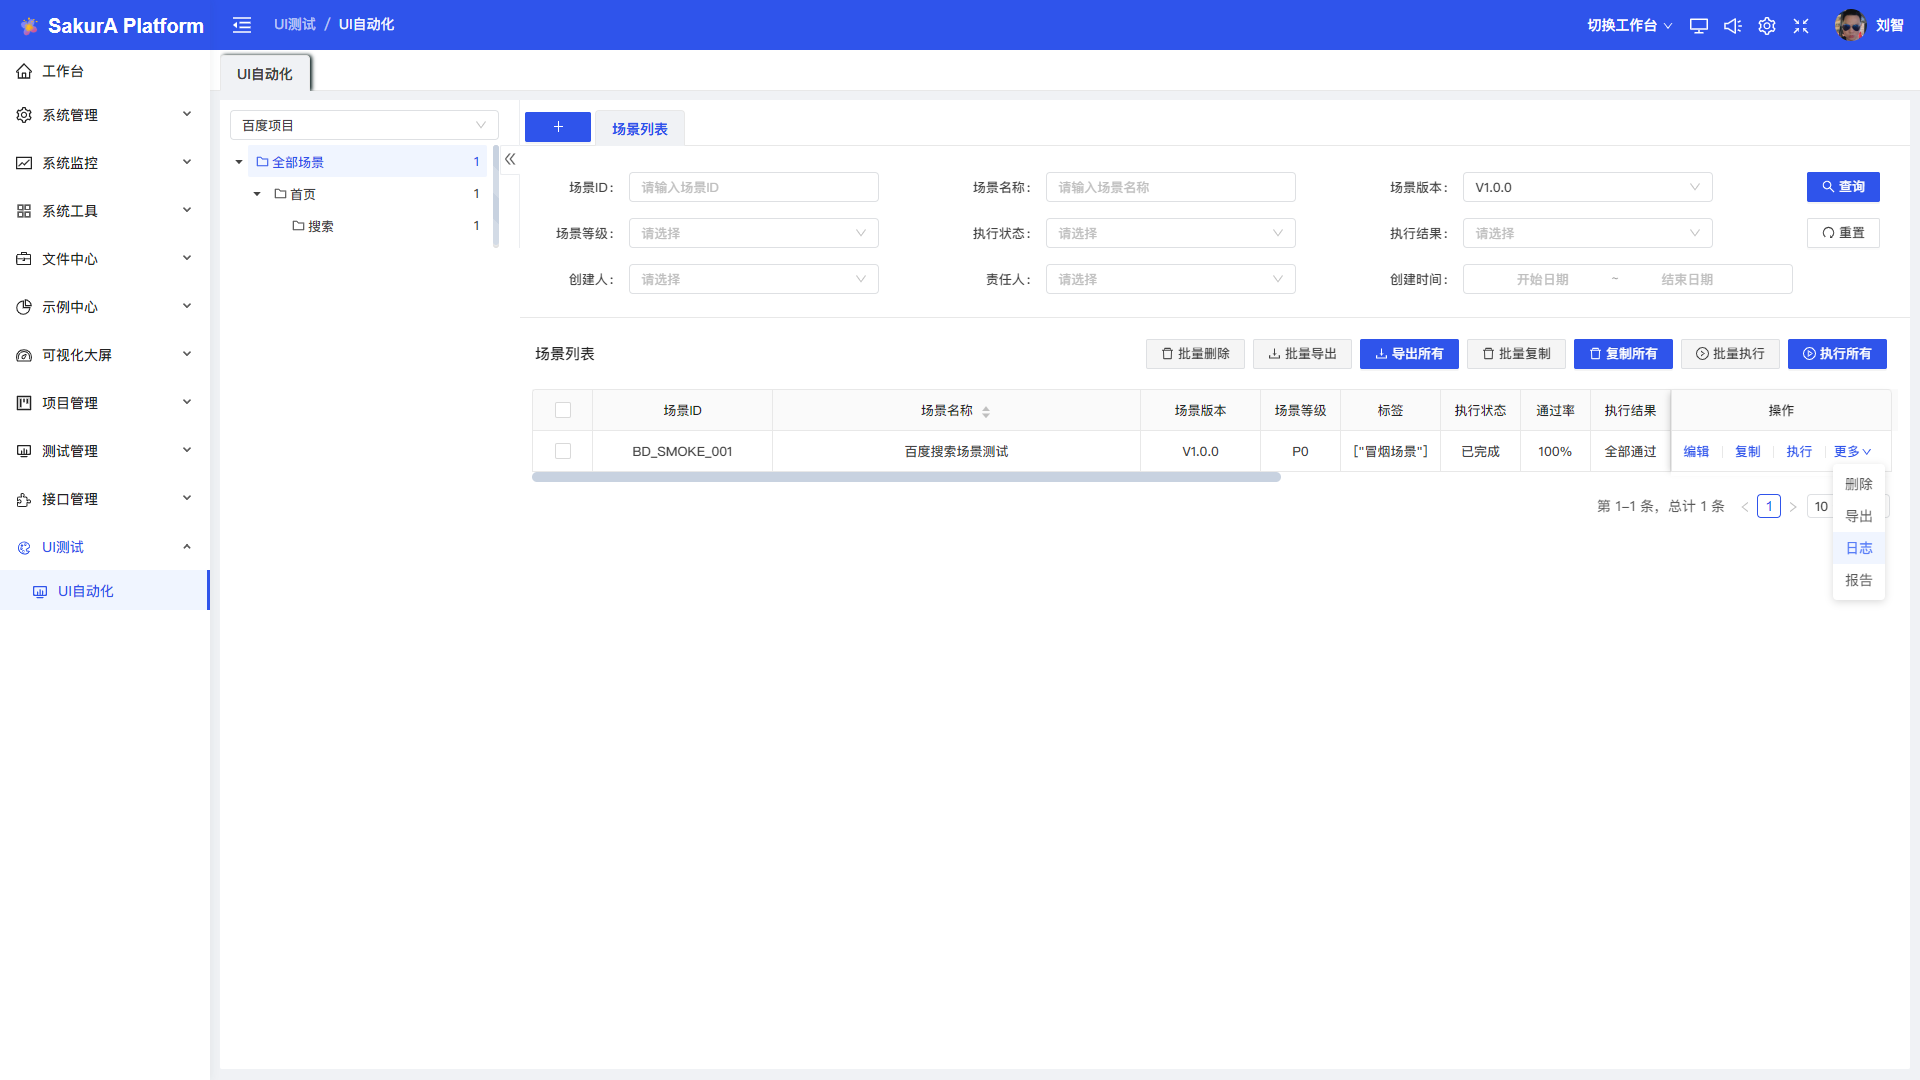 SakurA Platform
UI测试 / UI自动化
切换工作台
刘智
工作台
系统管理
系统监控
系统工具
文件中心
示例中心
可视化大屏
项目管理
测试管理
接口管理
UI测试
UI自动化
UI自动化
百度项目
全部场景 1
首页 1
搜索 1
+ 场景列表
场景ID： 请输入场景ID
场景名称： 请输入场景名称
场景版本： V1.0.0
查询
场景等级： 请选择
执行状态： 请选择
执行结果： 请选择
重置
创建人： 请选择
责任人： 请选择
创建时间： 开始日期 ~ 结束日期
场景列表
批量删除 批量导出 导出所有 批量复制 复制所有 批量执行 执行所有
场景ID 场景名称 场景版本 场景等级 标签 执行状态 通过率 执行结果 操作
BD_SMOKE_001 百度搜索场景测试 V1.0.0 P0 ["冒烟场景"] 已完成 100% 全部通过 编辑 复制 执行 更多
第 1-1 条，总计 1 条 < 1 > 10
删除
导出
日志
报告